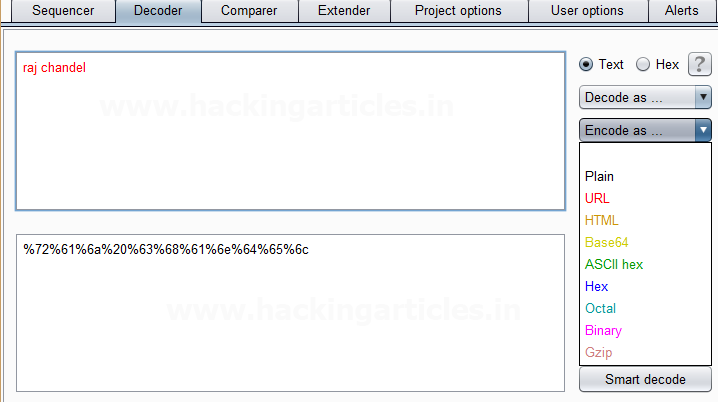 Sequencer Decoder Comparer Extender Project options User options Alerts
raj chandel
www.hackingarticles.in
Text Hex ?
Decode as ...
Encode as ...
Plain
URL
HTML
Base64
ASCII hex
Hex
Octal
Binary
Gzip
Smart decode
%72%61%6a%20%63%68%61%6e%64%65%6c
www.hackingarticles.in